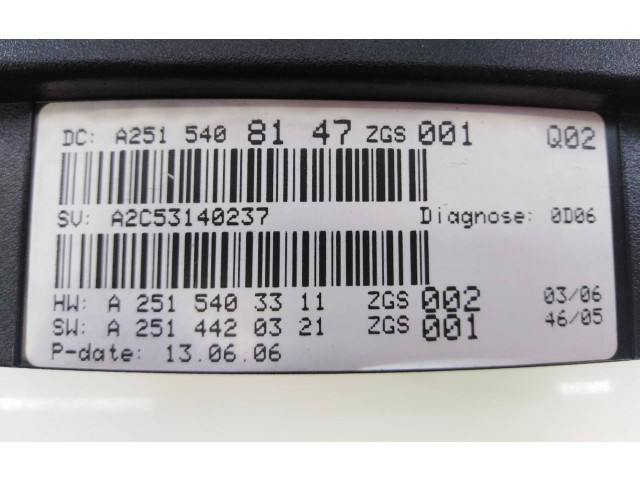 DC: A251 540 81 47 ZGS 001 Q02
SV: A2C53140237 Diagnose: 0D06
HW: A 251 540 33 11 ZGS 002 03/06
SW: A 251 442 03 21 ZGS 001 46/05
P-date: 13.06.06